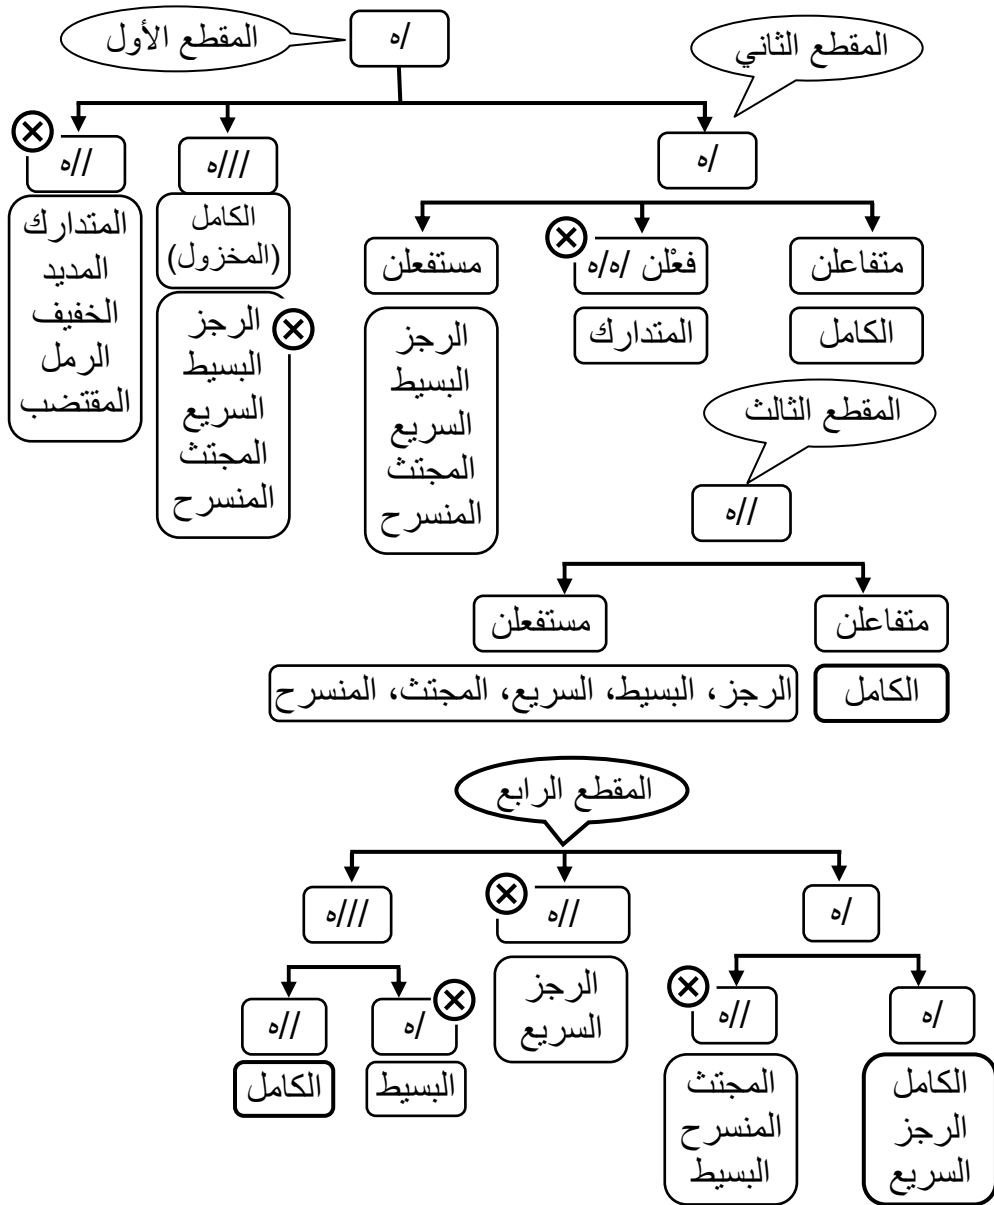 المقطع الأول
/ه
المقطع الثاني
//ه
///ه
/ه
المتدارك
المديد
الخفيف
الرمل
المقتضب
الكامل
(المخزول)
الرجز
البسيط
السريع
المجتث
المنسرح
مستفعلن
فعْلن /ه/ه
متفاعلن
الرجز
البسيط
السريع
المجتث
المنسرح
المتدارك
الكامل
المقطع الثالث
//ه
مستفعلن
متفاعلن
الرجز، البسيط، السريع، المجتث، المنسرح
الكامل
المقطع الرابع
///ه
//ه
/ه
//ه
/ه
الكامل
البسيط
الرجز
السريع
//ه
/ه
المجتث
المنسرح
البسيط
الكامل
الرجز
السريع